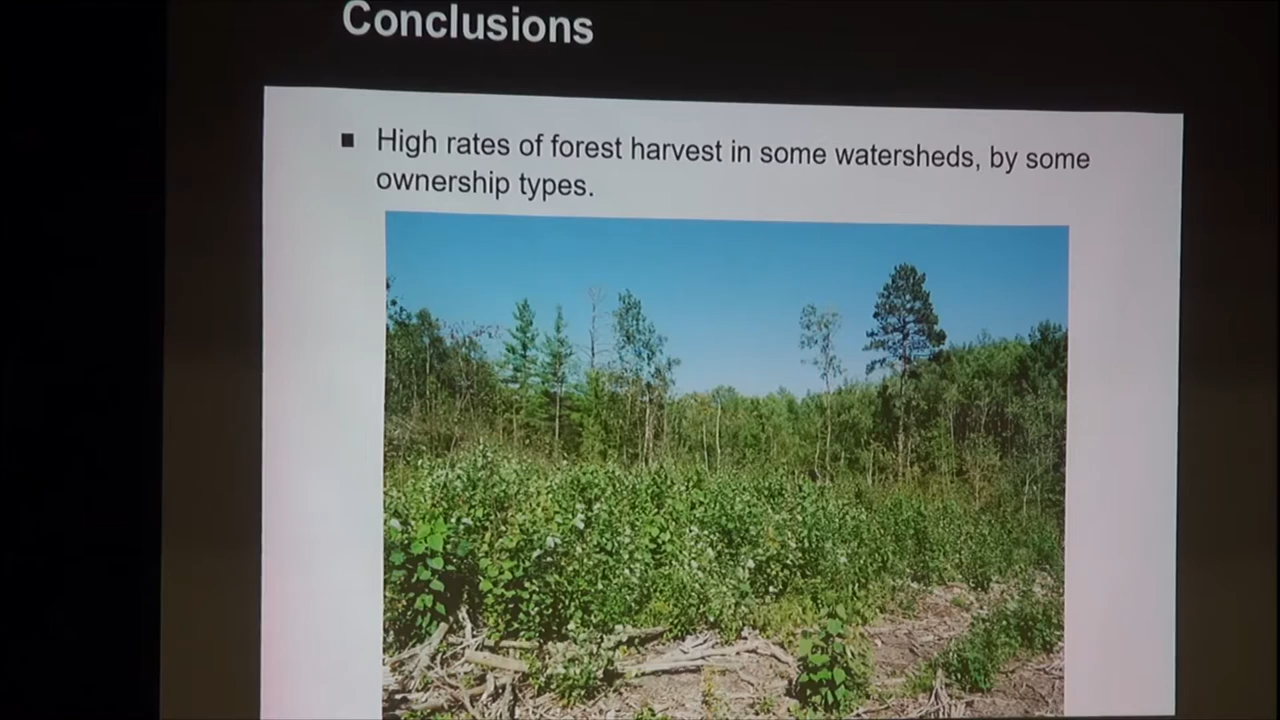 Conclusions
▪ High rates of forest harvest in some watersheds, by some
ownership types.